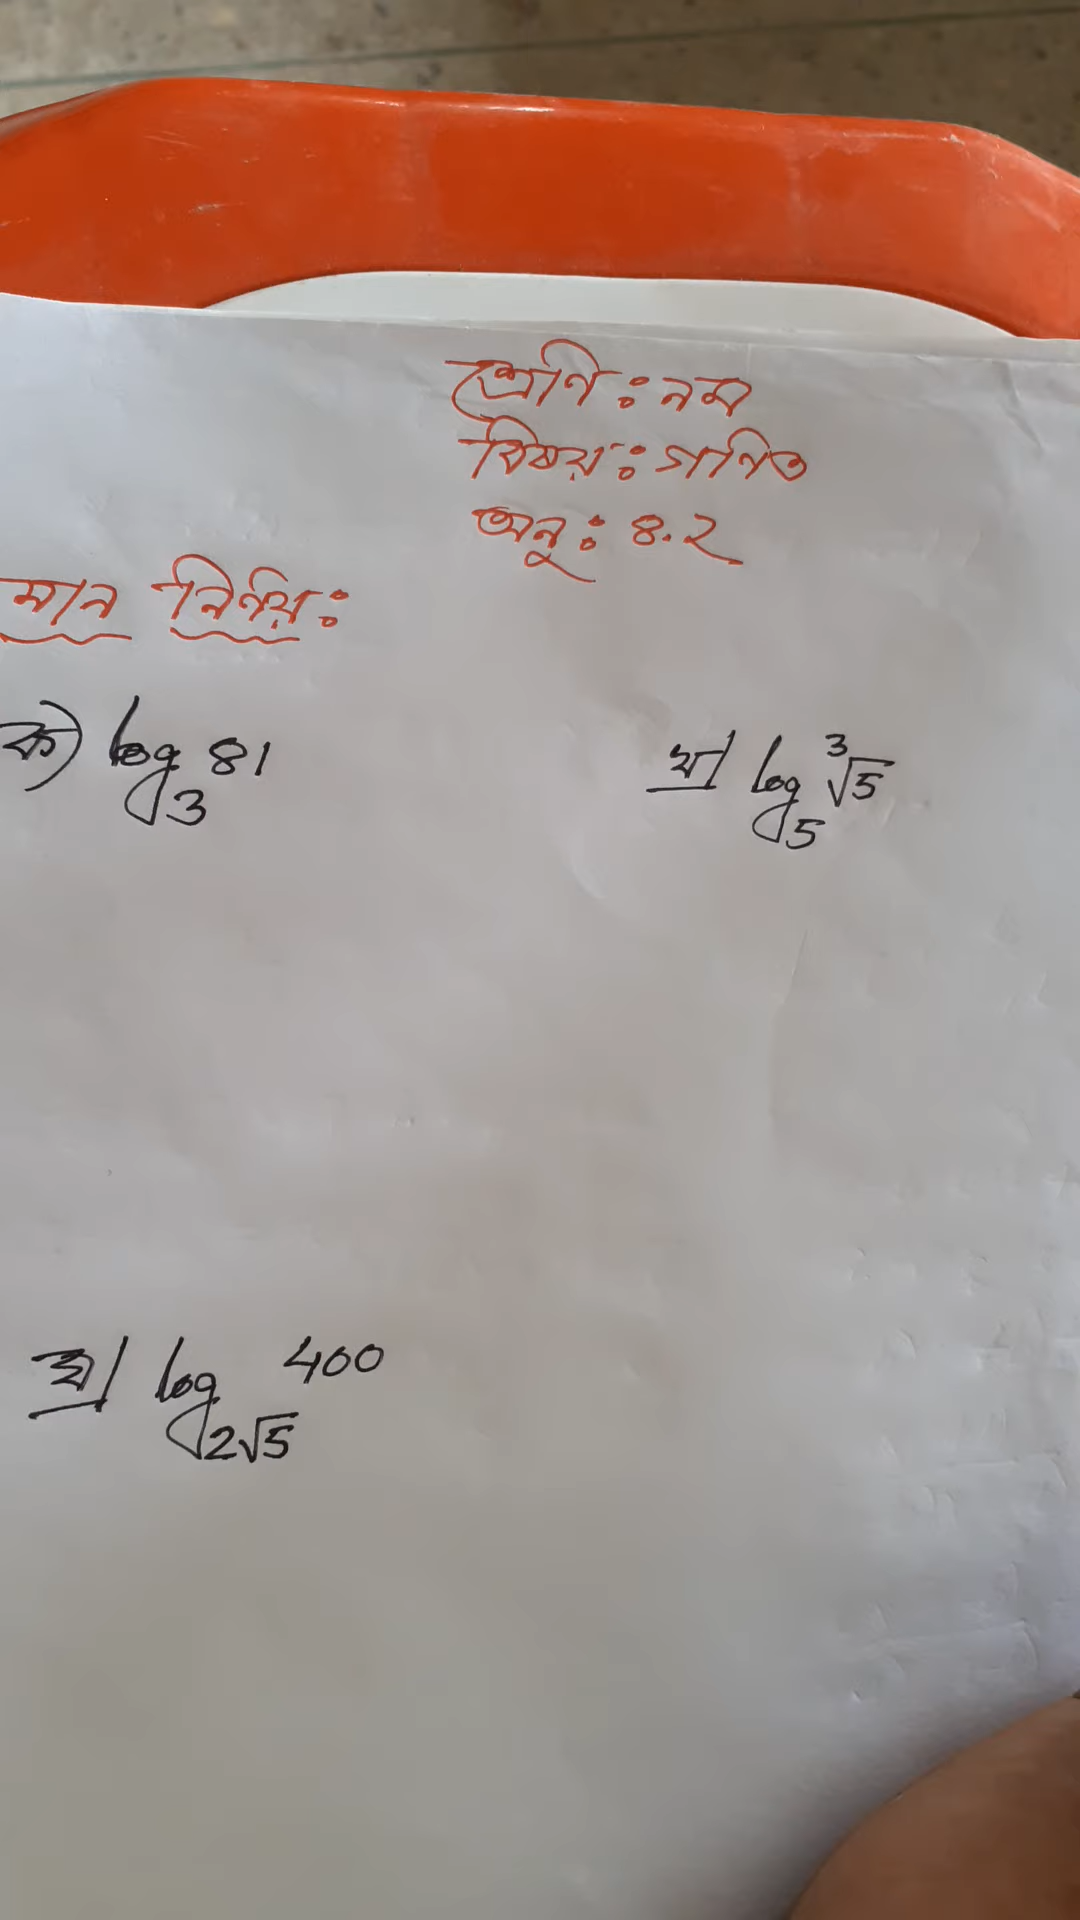 শ্রেণি : নবম
বিষয় : গণিত
অনু : ৪.২
মান নির্ণয় :
ক) log₃ 81
খ| log₅ ∛5
ঘ| log₂√₅ 400